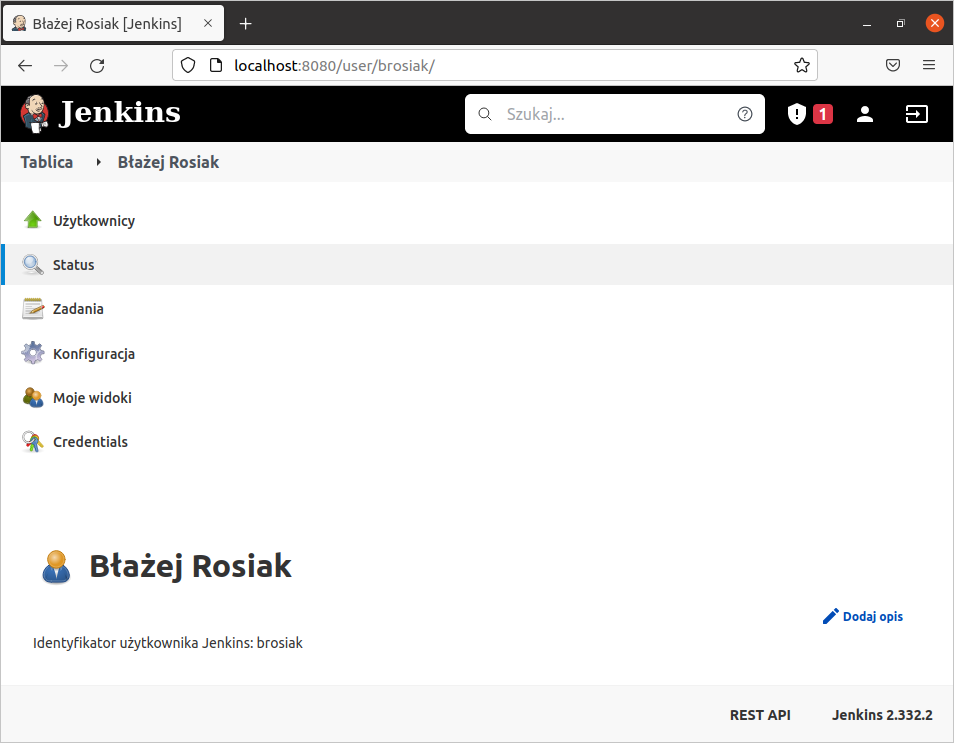 Błażej Rosiak [Jenkins]
localhost:8080/user/brosiak/
Jenkins
Szukaj...
1
Tablica
Błażej Rosiak
Użytkownicy
Status
Zadania
Konfiguracja
Moje widoki
Credentials
Błażej Rosiak
Dodaj opis
Identyfikator użytkownika Jenkins: brosiak
REST API
Jenkins 2.332.2